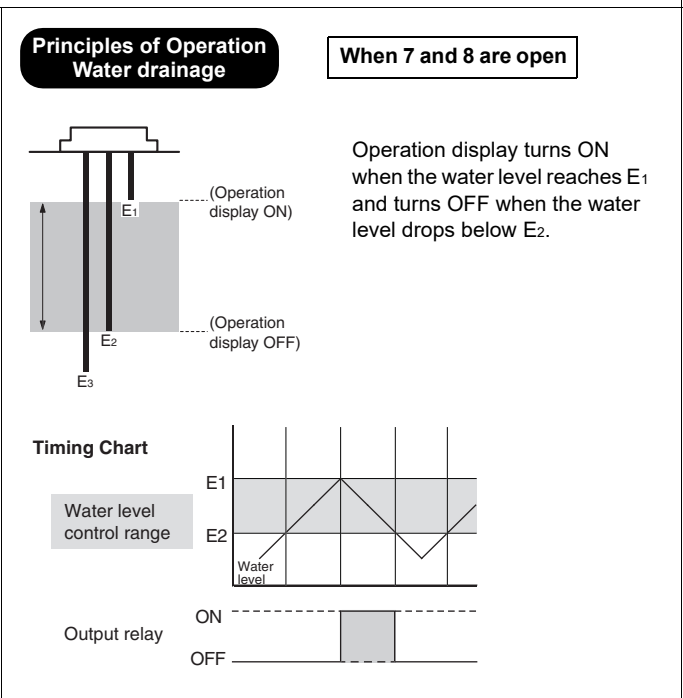 Principles of Operation
Water drainage
When 7 and 8 are open
Operation display turns ON
when the water level reaches E1
and turns OFF when the water
level drops below E2.
(Operation
display ON)
E1
(Operation
display OFF)
E2
E3
Timing Chart
E1
Water level
control range
E2
Water
level
ON
Output relay
OFF